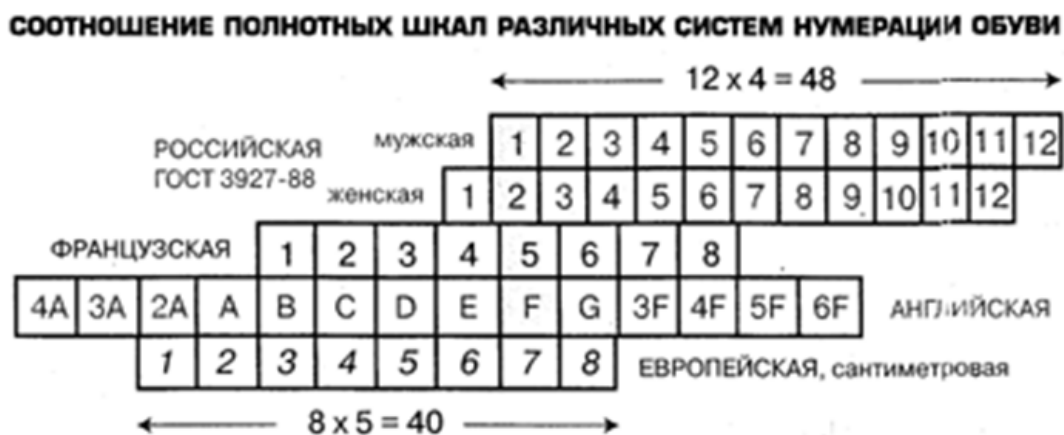 СООТНОШЕНИЕ ПОЛНОТНЫХ ШКАЛ РАЗЛИЧНЫХ СИСТЕМ НУМЕРАЦИИ ОБУВИ
12 x 4 = 48
РОССИЙСКАЯ
ГОСТ 3927-88
мужская 1 2 3 4 5 6 7 8 9 10 11 12
женская 1 2 3 4 5 6 7 8 9 10 11 12
ФРАНЦУЗСКАЯ 1 2 3 4 5 6 7 8
4A 3A 2A A B C D E F G 3F 4F 5F 6F АНГЛИЙСКАЯ
1 2 3 4 5 6 7 8 ЕВРОПЕЙСКАЯ, сантиметровая
8 x 5 = 40